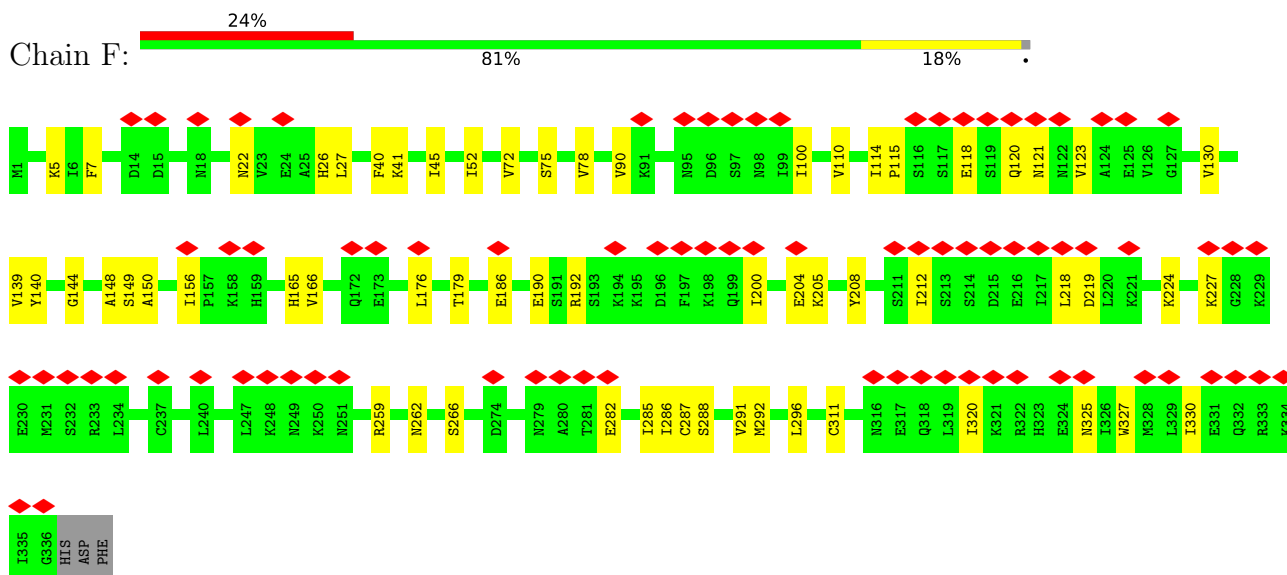 24%
Chain F:
81% 18% •
M1 K5 I6 F7 D14 D15 N18 N22 V23 E24 A25 H26 L27 F40 K41 I45 I52 V72 S75 V78 V90 K91 N95 D96 S97 N98 I99 I100 V110 I114 P115 S116 S117 E118 S119 Q120 N121 N122 V123 A124 E125 V126 G127 V130
V139 Y140 G144 A148 S149 A150 I156 P157 K158 H159 H165 V166 Q172 E173 L176 T179 E186 E190 S191 R192 S193 K194 K195 D196 F197 K198 Q199 I200 E204 K205 Y208 S211 I212 S213 S214 D215 E216 I217 L218 D219 L220 K221 K224 K227 G228 K229
E230 M231 S232 R233 L234 C237 L240 L247 K248 N249 K250 N251 R259 N262 S266 D274 N279 A280 T281 E282 I285 I286 C287 S288 V291 M292 L296 C311 N316 E317 Q318 L319 I320 K321 R322 H323 E324 N325 I326 W327 M328 L329 I330 E331 Q332 R333
I335 G336 HIS ASP PHE